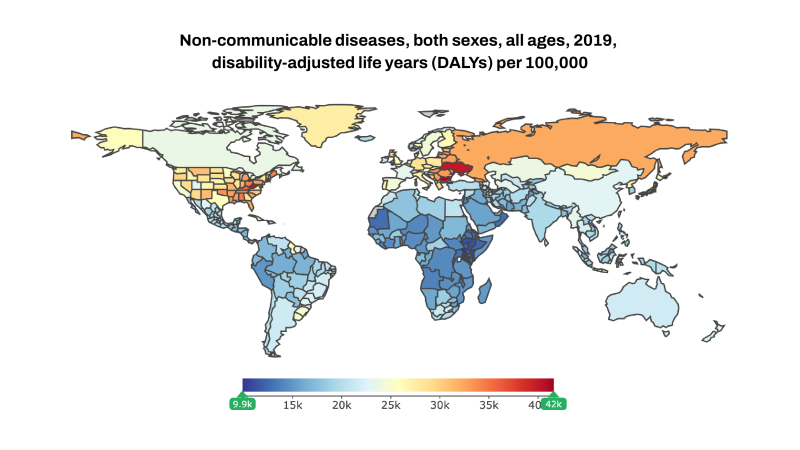 Non-communicable diseases, both sexes, all ages, 2019,
disability-adjusted life years (DALYs) per 100,000
9.9k 15k 20k 25k 30k 35k 40 42k